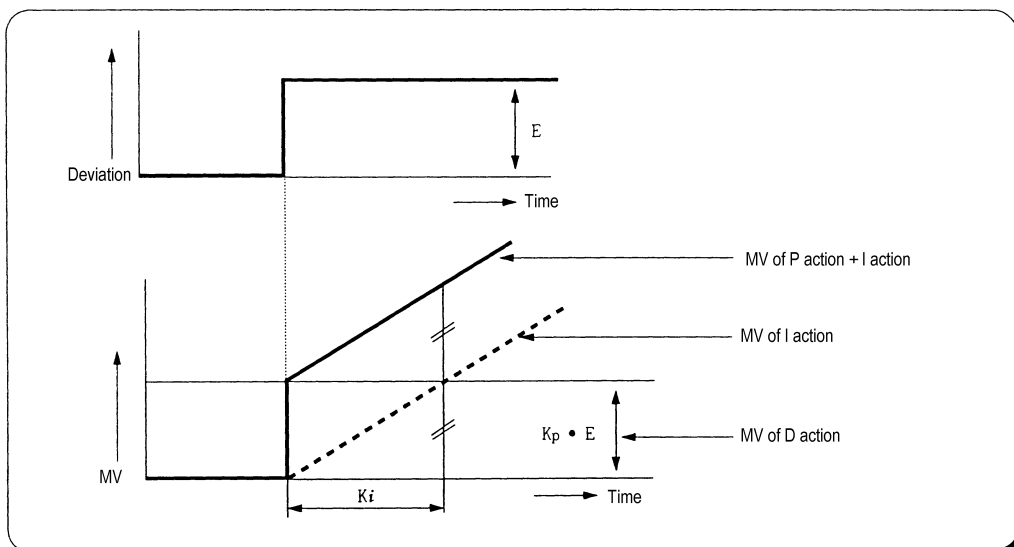 E
Deviation
Time
MV of P action + I action
MV of I action
Kp • E
MV of D action
MV
Ki
Time